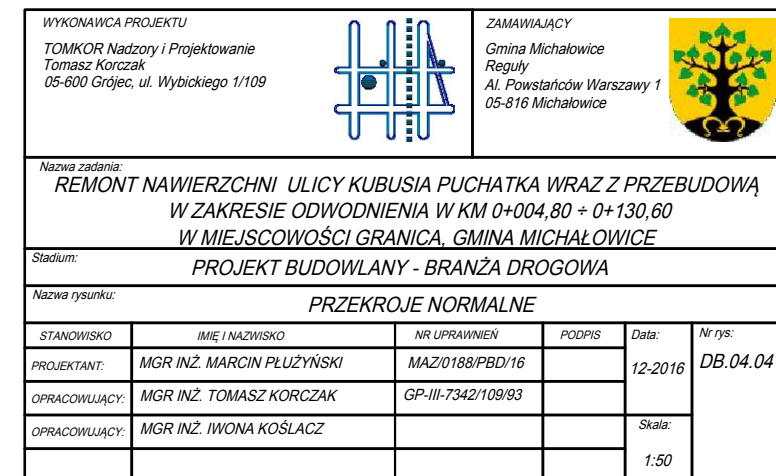 WYKONAWCA PROJEKTU
TOMKOR Nadzory i Projektowanie
Tomasz Korczak
05-600 Grójec, ul. Wybickiego 1/109
ZAMAWIAJĄCY
Gmina Michałowice
Reguły
Al. Powstańców Warszawy 1
05-816 Michałowice
Nazwa zadania:
REMONT NAWIERZCHNI ULICY KUBUSIA PUCHATKA WRAZ Z PRZEBUDOWĄ
W ZAKRESIE ODWODNIENIA W KM 0+004,80 ÷ 0+130,60
W MIEJSCOWOŚCI GRANICA, GMINA MICHAŁOWICE
Stadium:
PROJEKT BUDOWLANY - BRANŻA DROGOWA
Nazwa rysunku:
PRZEKROJE NORMALNE
STANOWISKO IMIĘ I NAZWISKO NR UPRAWNIEŃ PODPIS Data: Nr rys:
PROJEKTANT: MGR INŻ. MARCIN PŁUŻYŃSKI MAZ/0188/PBD/16 12-2016 DB.04.04
OPRACOWUJĄCY: MGR INŻ. TOMASZ KORCZAK GP-III-7342/109/93
OPRACOWUJĄCY: MGR INŻ. IWONA KOŚLACZ Skala:
1:50